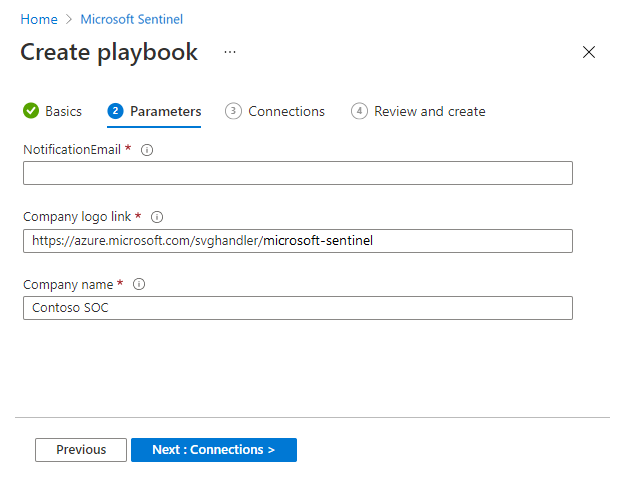 Home > Microsoft Sentinel
Create playbook ...
Basics 2 Parameters 3 Connections 4 Review and create
NotificationEmail *
Company logo link *
https://azure.microsoft.com/svghandler/microsoft-sentinel
Company name *
Contoso SOC
Previous Next : Connections >